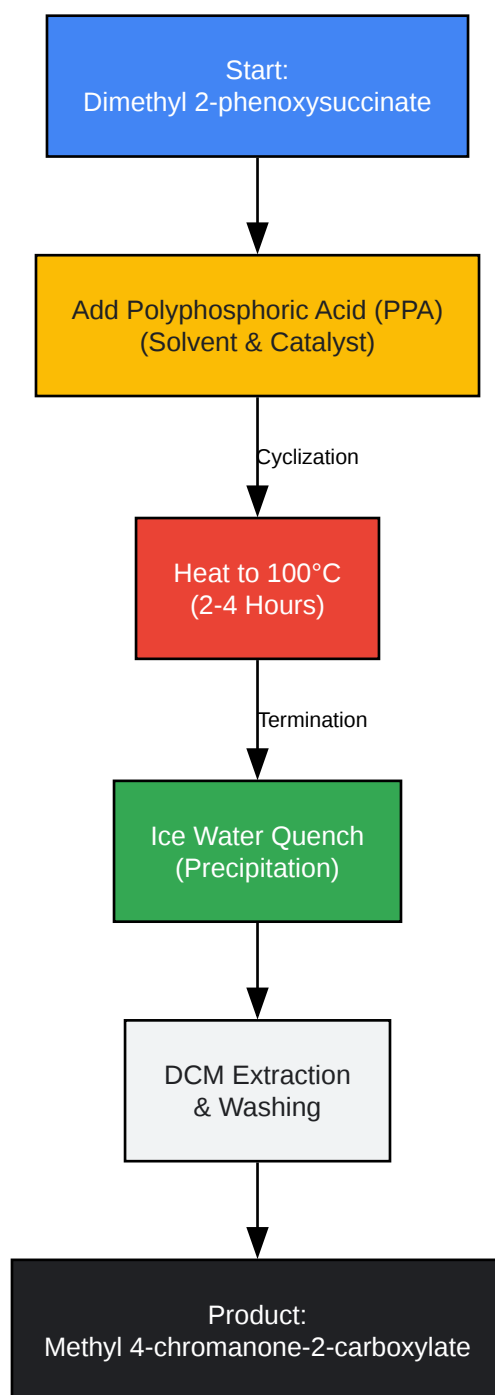 Start:
Dimethyl 2-phenoxysuccinate
Add Polyphosphoric Acid (PPA)
(Solvent & Catalyst)
Cyclization
Heat to 100°C
(2-4 Hours)
Termination
Ice Water Quench
(Precipitation)
DCM Extraction
& Washing
Product:
Methyl 4-chromanone-2-carboxylate